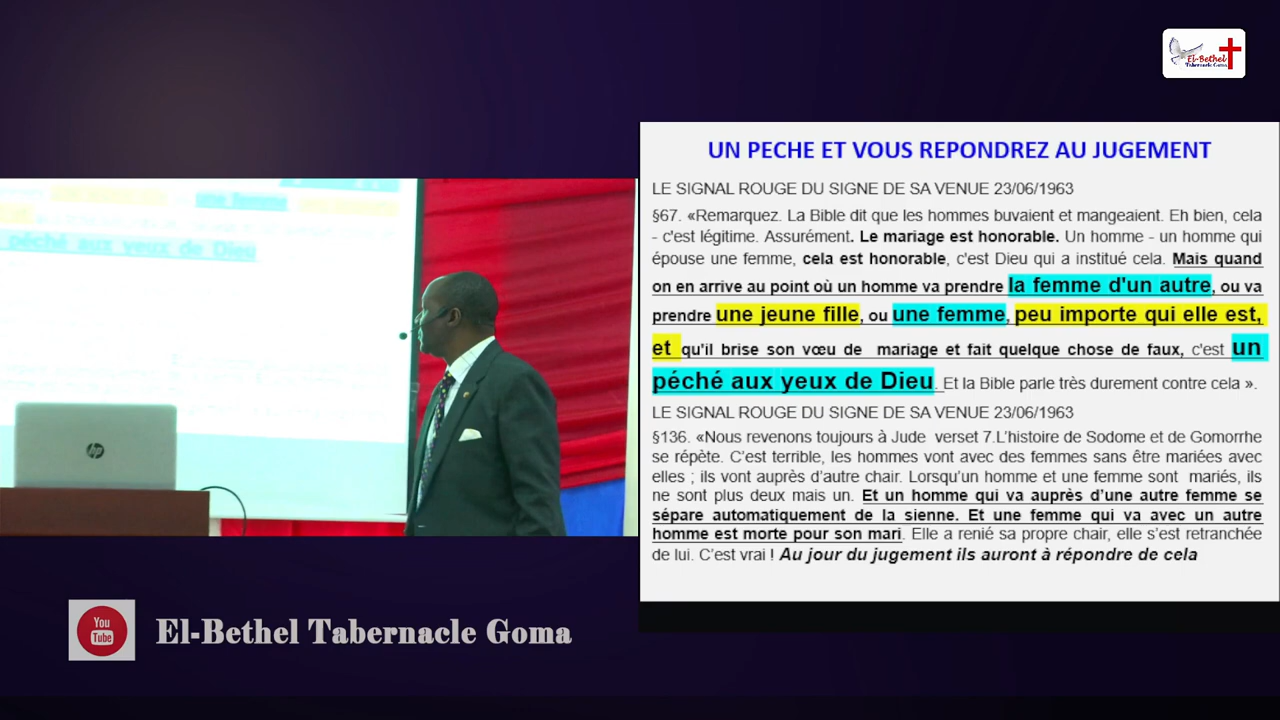 El-Bethel
Tabernacle Goma
UN PECHE ET VOUS REPONDREZ AU JUGEMENT
LE SIGNAL ROUGE DU SIGNE DE SA VENUE 23/06/1963
§67. «Remarquez. La Bible dit que les hommes buvaient et mangeaient. Eh bien, cela
- c'est légitime. Assurément. Le mariage est honorable. Un homme - un homme qui
épouse une femme, cela est honorable, c'est Dieu qui a institué cela. Mais quand
on en arrive au point où un homme va prendre la femme d'un autre, ou va
prendre une jeune fille, ou une femme, peu importe qui elle est,
et qu'il brise son vœu de mariage et fait quelque chose de faux, c'est un
péché aux yeux de Dieu. Et la Bible parle très durement contre cela ».
LE SIGNAL ROUGE DU SIGNE DE SA VENUE 23/06/1963
§136. «Nous revenons toujours à Jude verset 7.L'histoire de Sodome et de Gomorrhe
se répète. C'est terrible, les hommes vont avec des femmes sans être mariées avec
elles ; ils vont auprès d'autre chair. Lorsqu'un homme et une femme sont mariés, ils
ne sont plus deux mais un. Et un homme qui va auprès d'une autre femme se
sépare automatiquement de la sienne. Et une femme qui va avec un autre
homme est morte pour son mari. Elle a renié sa propre chair, elle s'est retranchée
de lui. C'est vrai ! Au jour du jugement ils auront à répondre de cela
une femme
péché aux yeux de Dieu
hp
You
Tube
El-Bethel Tabernacle Goma